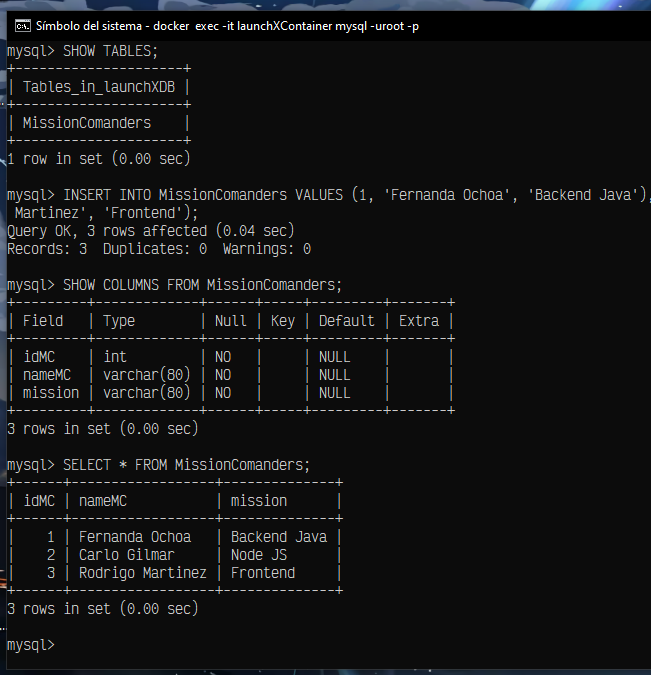 Símbolo del sistema - docker exec -it launchXContainer mysql -uroot -p
mysql> SHOW TABLES;
+---------------------+
| Tables_in_launchXDB |
+---------------------+
| MissionComanders    |
+---------------------+
1 row in set (0.00 sec)
mysql> INSERT INTO MissionComanders VALUES (1, 'Fernanda Ochoa', 'Backend Java'),
 Martinez', 'Frontend');
Query OK, 3 rows affected (0.04 sec)
Records: 3  Duplicates: 0  Warnings: 0
mysql> SHOW COLUMNS FROM MissionComanders;
+---------+-------------+------+-----+---------+-------+
| Field   | Type        | Null | Key | Default | Extra |
+---------+-------------+------+-----+---------+-------+
| idMC    | int         | NO   |     | NULL    |       |
| nameMC  | varchar(80) | NO   |     | NULL    |       |
| mission | varchar(80) | NO   |     | NULL    |       |
+---------+-------------+------+-----+---------+-------+
3 rows in set (0.00 sec)
mysql> SELECT * FROM MissionComanders;
+------+------------------+--------------+
| idMC | nameMC           | mission      |
+------+------------------+--------------+
|    1 | Fernanda Ochoa   | Backend Java |
|    2 | Carlo Gilmar     | Node JS      |
|    3 | Rodrigo Martinez | Frontend     |
+------+------------------+--------------+
3 rows in set (0.00 sec)
mysql>